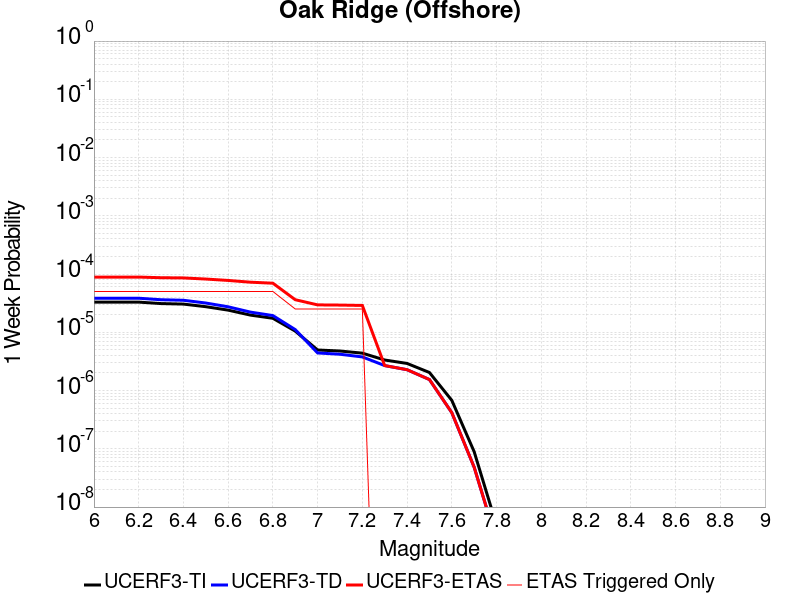 Oak Ridge (Offshore)
10^0
10^-1
10^-2
10^-3
10^-4
10^-5
10^-6
10^-7
10^-8
1 Week Probability
6 6.2 6.4 6.6 6.8 7 7.2 7.4 7.6 7.8 8 8.2 8.4 8.6 8.8 9
Magnitude
UCERF3-TI UCERF3-TD UCERF3-ETAS ETAS Triggered Only